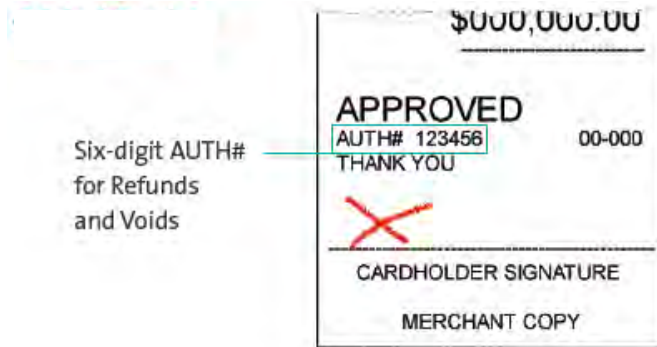 $000,000.00
APPROVED
AUTH# 123456 00-000
THANK YOU
Six-digit AUTH#
for Refunds
and Voids
CARDHOLDER SIGNATURE
MERCHANT COPY